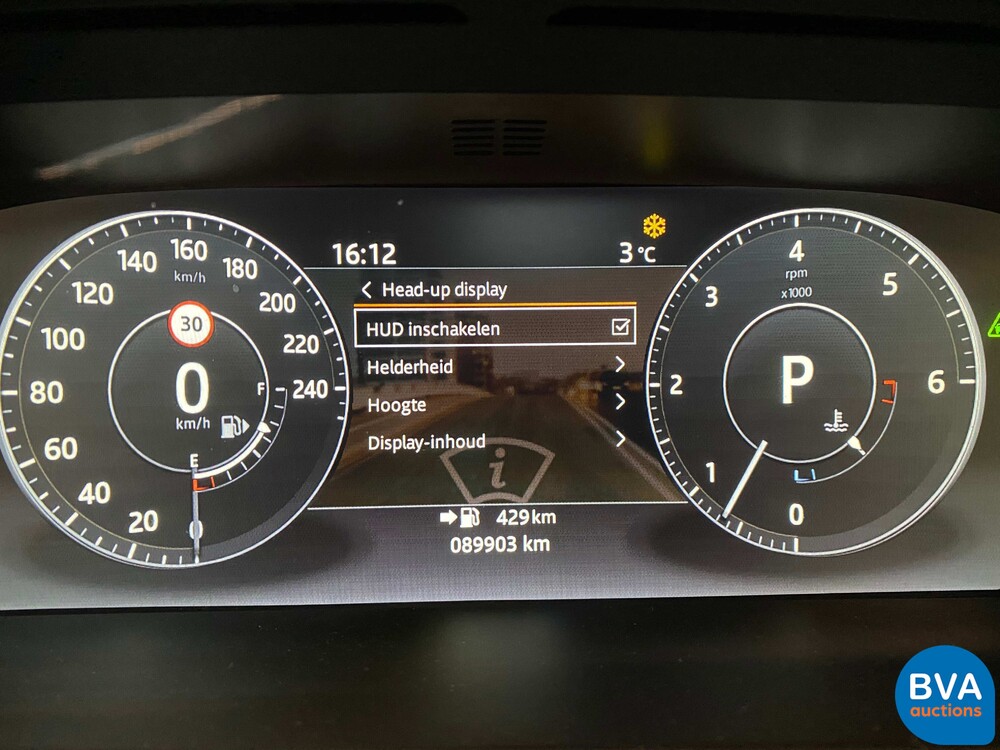 16:12
3 °C
Head-up display
HUD inschakelen
Helderheid
Hoogte
Display-inhoud
i
429 km
089903 km
0
20
40
60
80
100
120
140
160
180
200
220
240
km/h
30
0
km/h
F
E
0
1
2
3
4
5
6
rpm
x1000
P
BVA
auctions